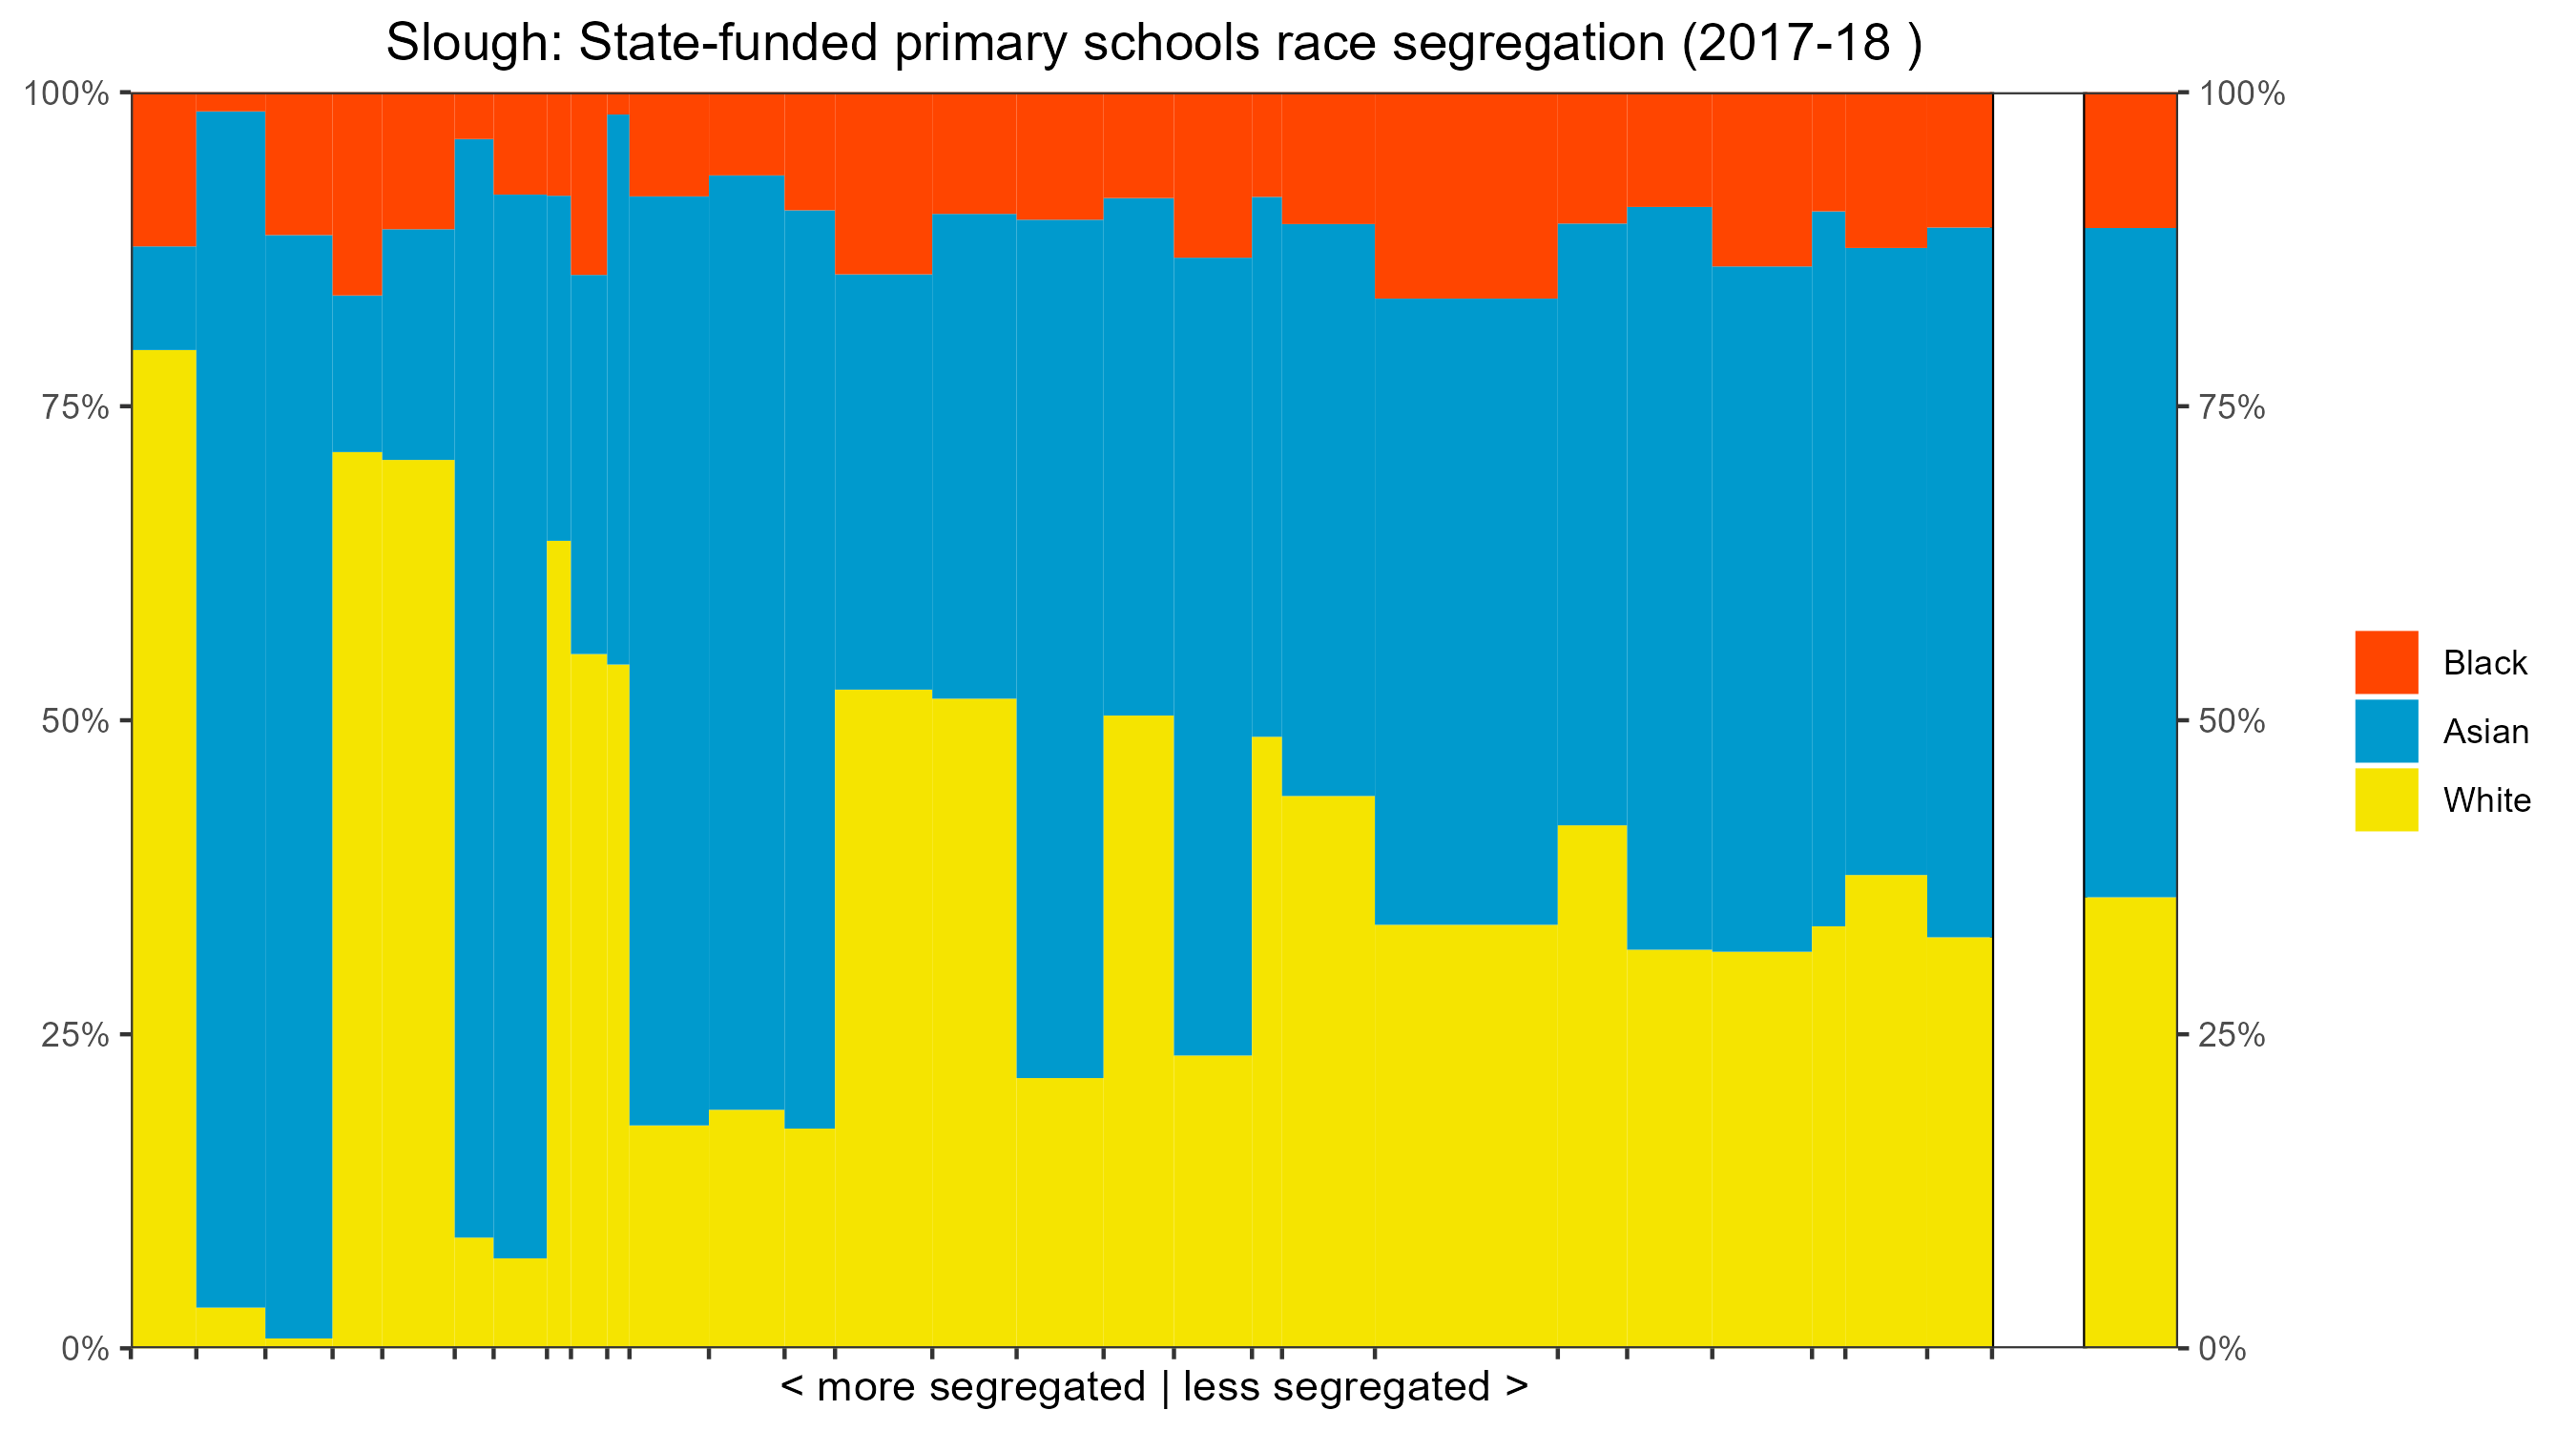 Slough: State-funded primary schools race segregation (2017-18 )
100%
75%
50%
25%
0%
100%
75%
50%
25%
0%
Black
Asian
White
< more segregated | less segregated >